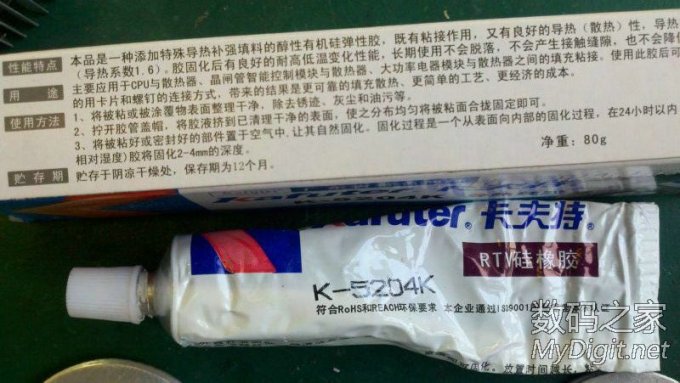 性能特点
本品是一种添加特殊导热补强填料的醇性有机硅弹性胶,既有粘接作用,又有良好的导热(散热)性,导
(导热系数1.6)。胶固化后有良好的耐高低温变化性能,长期使用不会脱落,不会产生接触缝隙,也不会降低
用 途
主要应用于CPU与散热器、晶闸管智能控制模块与散热器、大功率电器模块与散热器之间的填充粘接。使用此胶后可
的用卡片和螺钉的连接方式,带来的结果是更可靠的填充散热、更简单的工艺、更经济的成本。
使用方法
1、将被粘或被涂覆物表面整理干净,除去锈迹、灰尘和油污等。
2、拧开胶管盖帽,将胶液挤到已清理干净的表面,使之分布均匀将被粘面合拢固定即可。
3、将被粘好或密封好的部件置于空气中,让其自然固化。固化过程是一个从表面向内部的固化过程,在24小时以内
相对湿度)胶将固化2-4mm的深度。
净重:80g
贮存期
贮存于阴凉干燥处,保存期为12个月。
卡夫特
RTV硅橡胶
K-5204K
符合RoHS和REACH环保要求 本企业通过ISO9001
数码之家
MyDigit.net